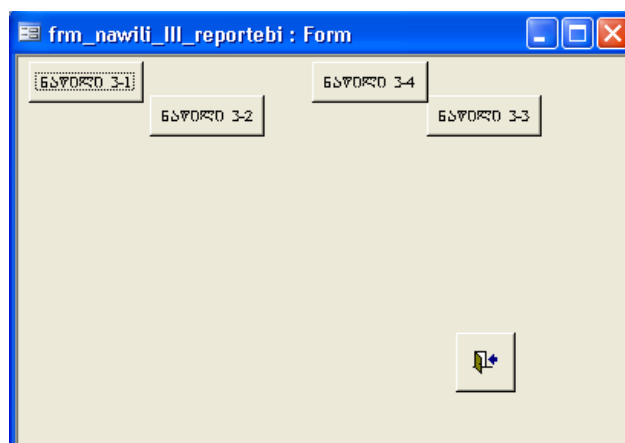 frm_nawili_III_reportebi : Form
ნაწილი 3-1
ნაწილი 3-4
ნაწილი 3-2
ნაწილი 3-3